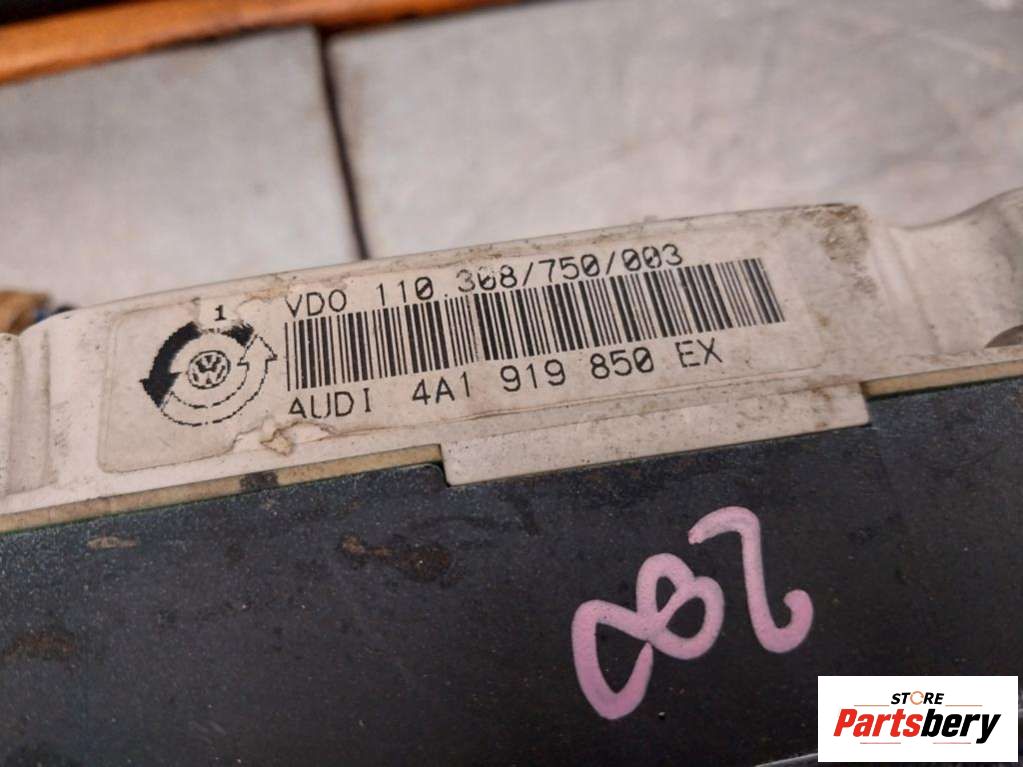 VDO 110.308/750/003
1
AUDI 4A1 919 850 EX
STORE
Partsbery